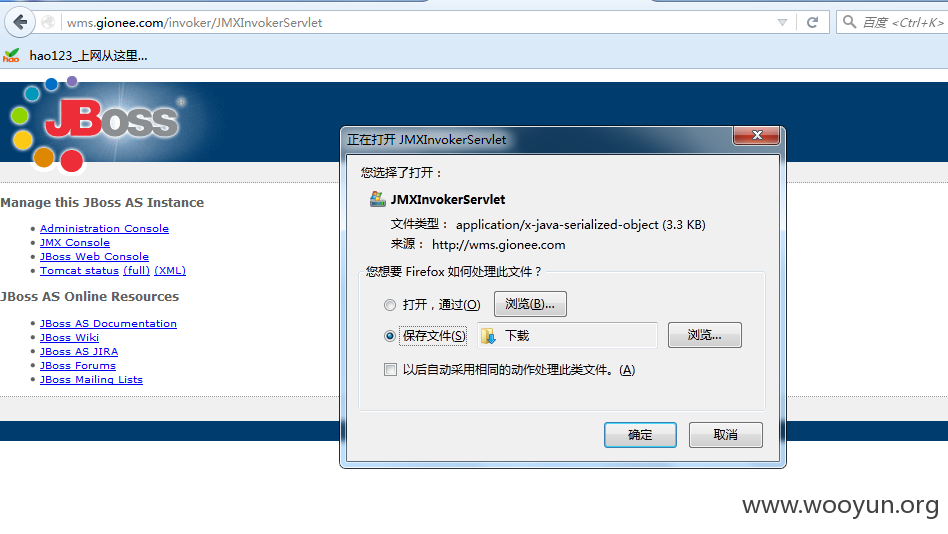 wms.gionee.com/invoker/JMXInvokerServlet
百度 <Ctrl+K>
hao123_上网从这里...
JBoss
Manage this JBoss AS Instance
Administration Console
JMX Console
JBoss Web Console
Tomcat status (full) (XML)
JBoss AS Online Resources
JBoss AS Documentation
JBoss Wiki
JBoss AS JIRA
JBoss Forums
JBoss Mailing Lists
正在打开 JMXInvokerServlet
您选择了打开：
JMXInvokerServlet
文件类型： application/x-java-serialized-object (3.3 KB)
来源： http://wms.gionee.com
您想要 Firefox 如何处理此文件？
打开，通过(O) 浏览(B)...
保存文件(S) 下载 浏览...
以后自动采用相同的动作处理此类文件。(A)
确定 取消
www.wooyun.org